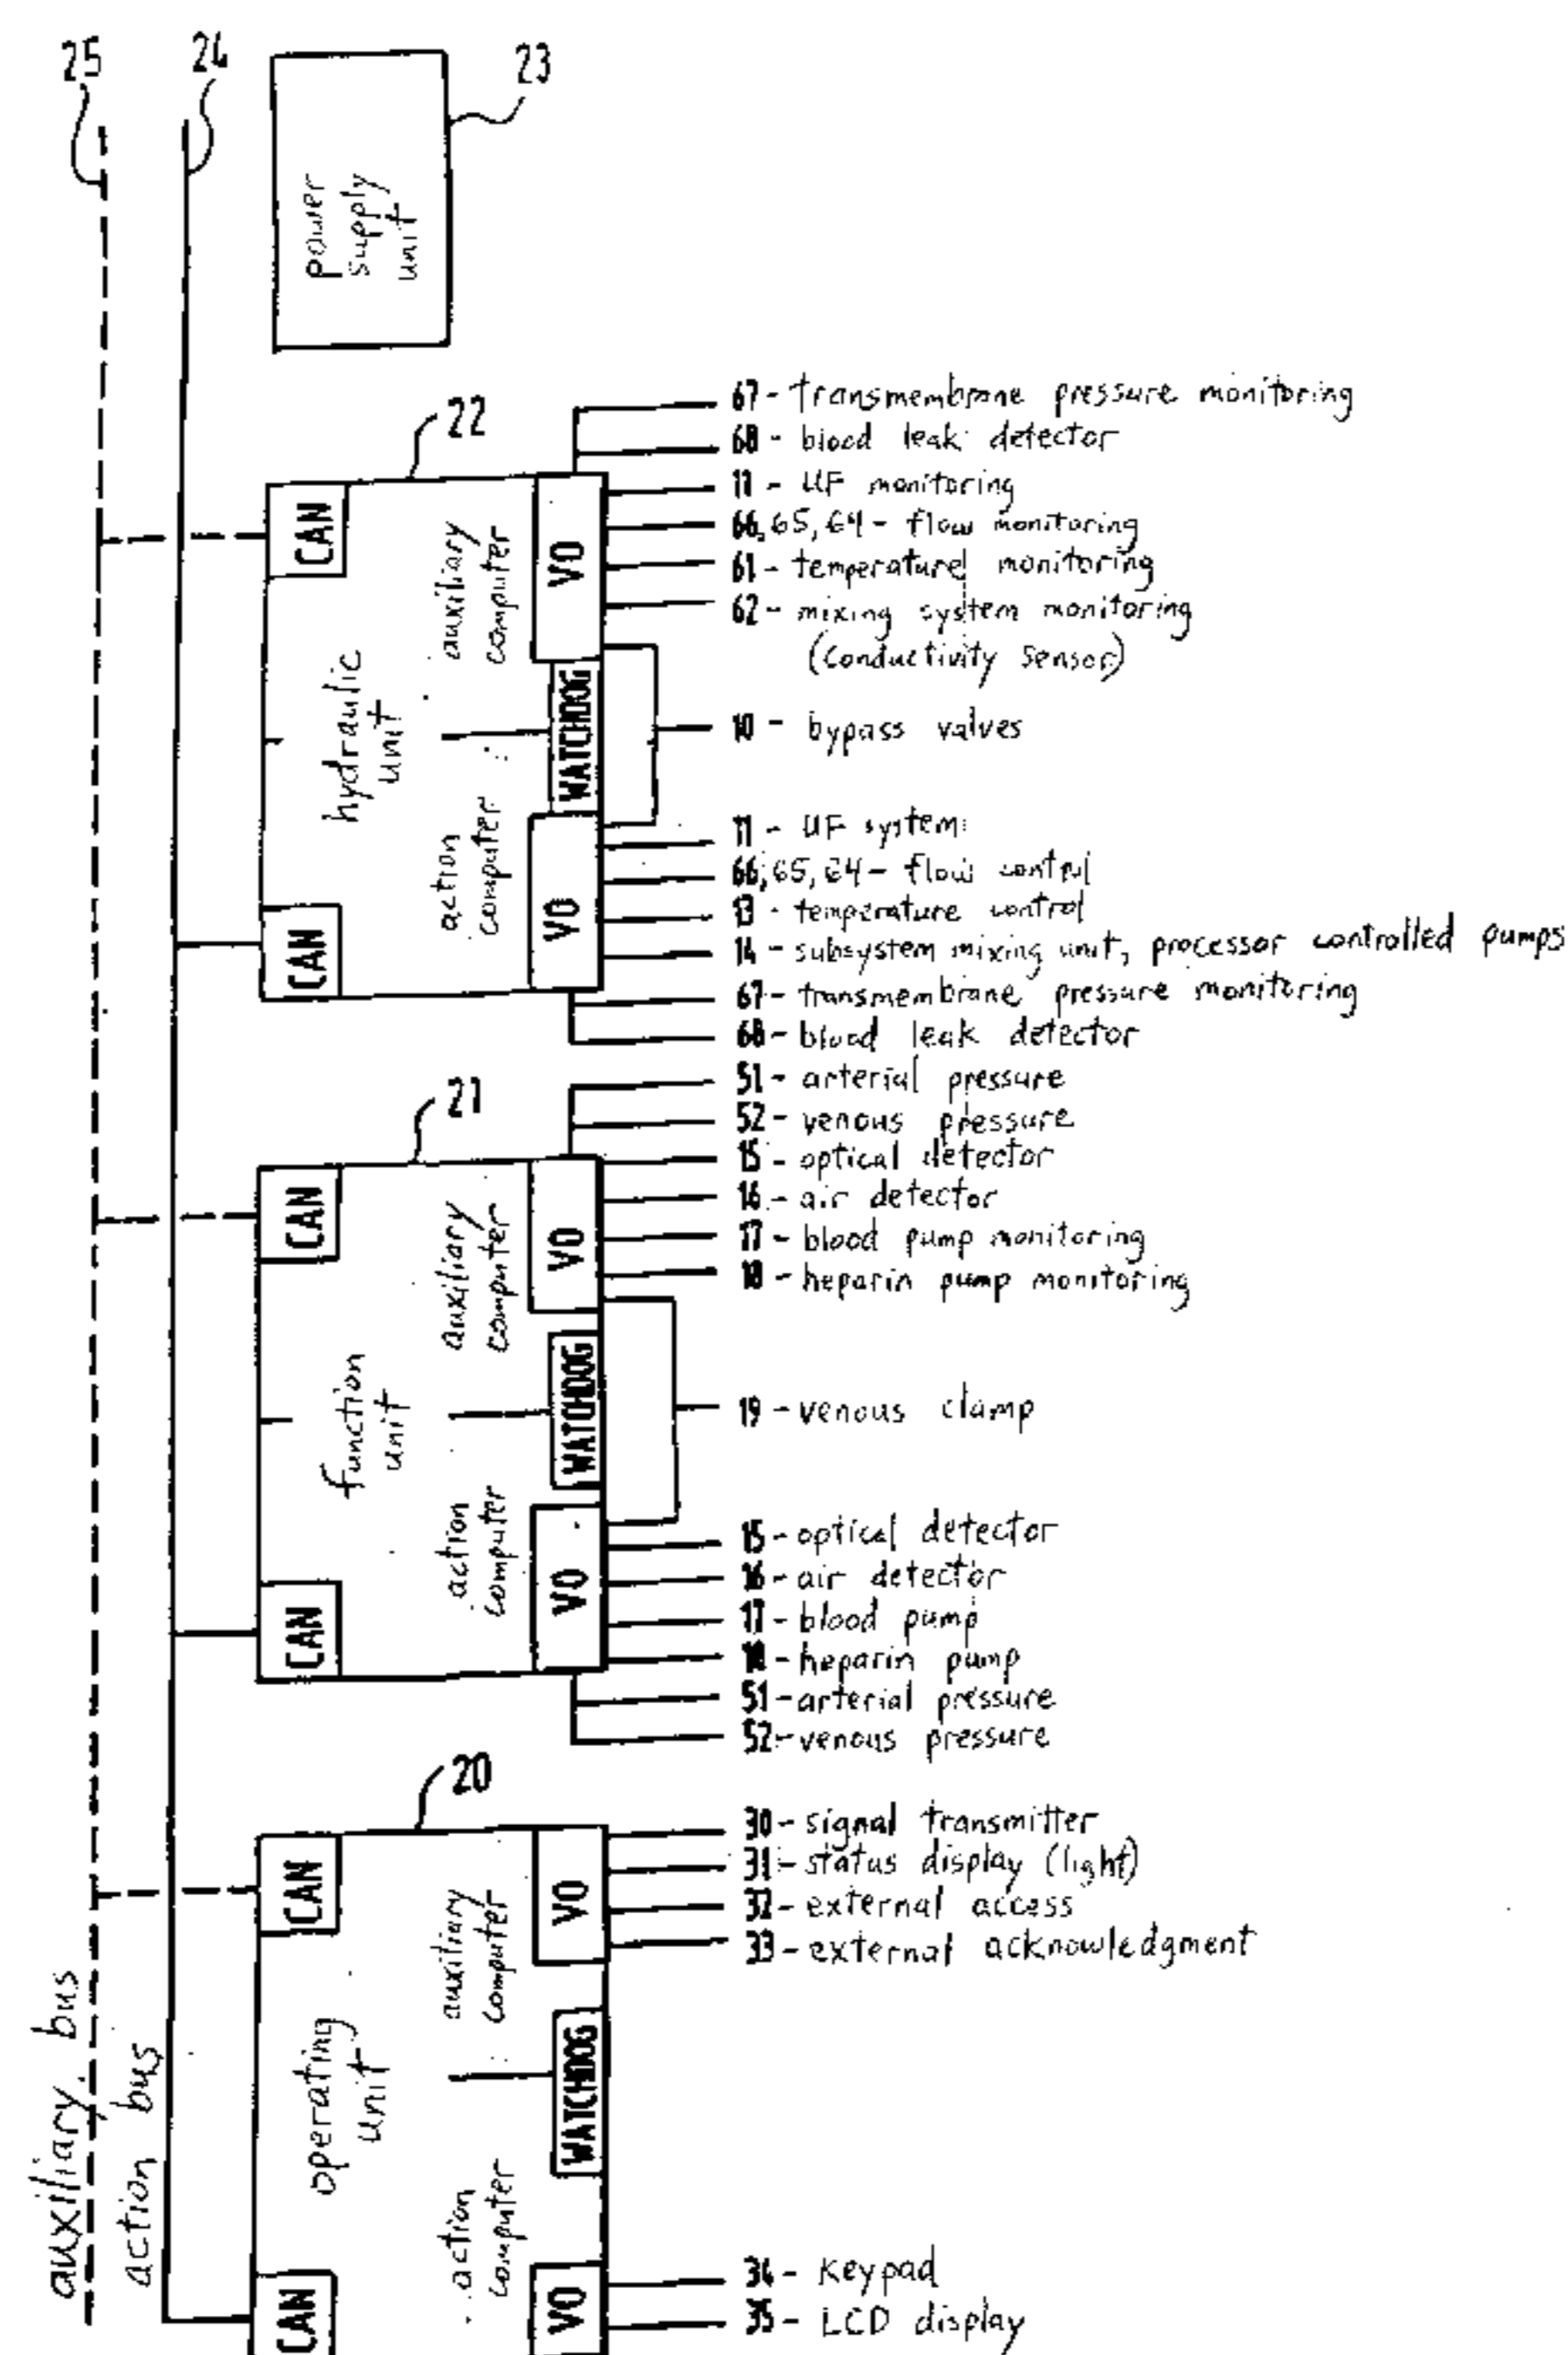 25
24
23
power
supply
unit
22
CAN
hydraulic
unit
auxiliary
computer
VO
WATCHDOG
action
computer
VO
CAN
67 - transmembrane pressure monitoring
68 - blood leak detector
11 - UF monitoring
66, 65, 64 - flow monitoring
61 - temperature monitoring
62 - mixing system monitoring
(conductivity sensor)
10 - bypass valves
11 - UF system
66, 65, 64 - flow control
13 - temperature control
14 - subsystem mixing unit, processor controlled pumps
67 - transmembrane pressure monitoring
68 - blood leak detector
21
CAN
function
unit
auxiliary
computer
VO
WATCHDOG
action
computer
VO
CAN
51 - arterial pressure
52 - venous pressure
15 - optical detector
16 - air detector
17 - blood pump monitoring
18 - heparin pump monitoring
19 - venous clamp
15 - optical detector
16 - air detector
17 - blood pump
18 - heparin pump
51 - arterial pressure
52 - venous pressure
20
CAN
operating
unit
auxiliary
computer
VO
WATCHDOG
action
computer
VO
CAN
30 - signal transmitter
31 - status display (light)
32 - external access
33 - external acknowledgment
34 - keypad
35 - LCD display
auxiliary bus
action bus